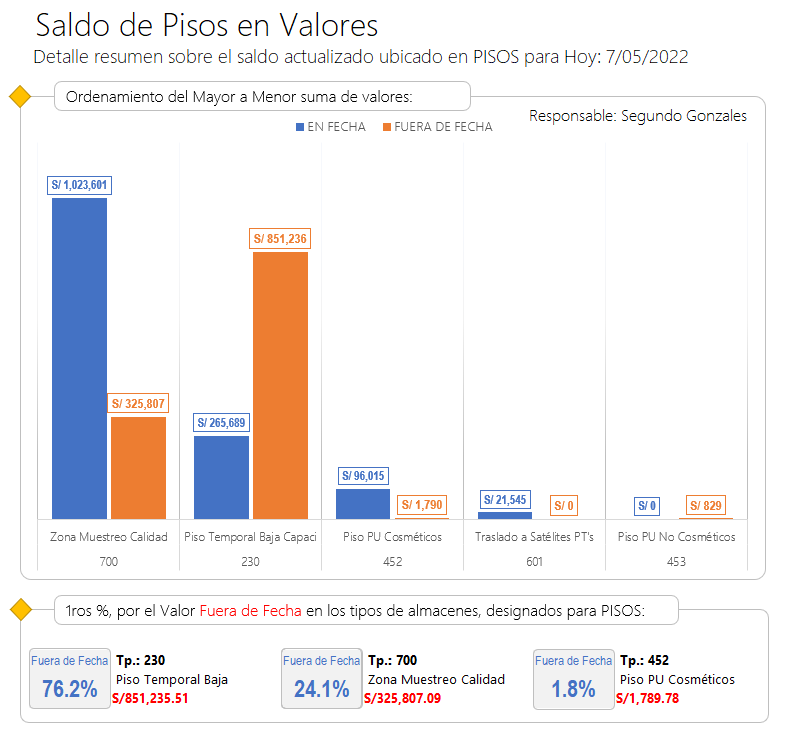 Saldo de Pisos en Valores
Detalle resumen sobre el saldo actualizado ubicado en PISOS para Hoy: 7/05/2022
Ordenamiento del Mayor a Menor suma de valores:
Responsable: Segundo Gonzales
EN FECHA FUERA DE FECHA
S/ 1,023,601
S/ 851,236
S/ 325,807
S/ 265,689
S/ 96,015
S/ 1,790
S/ 21,545
S/ 0
S/ 0
S/ 829
Zona Muestreo Calidad Piso Temporal Baja Capaci Piso PU Cosméticos Traslado a Satélites PT's Piso PU No Cosméticos
700 230 452 601 453
1ros %, por el Valor Fuera de Fecha en los tipos de almacenes, designados para PISOS:
Fuera de Fecha Tp.: 230
76.2% Piso Temporal Baja
S/851,235.51
Fuera de Fecha Tp.: 700
24.1% Zona Muestreo Calidad
S/325,807.09
Fuera de Fecha Tp.: 452
1.8% Piso PU Cosméticos
S/1,789.78